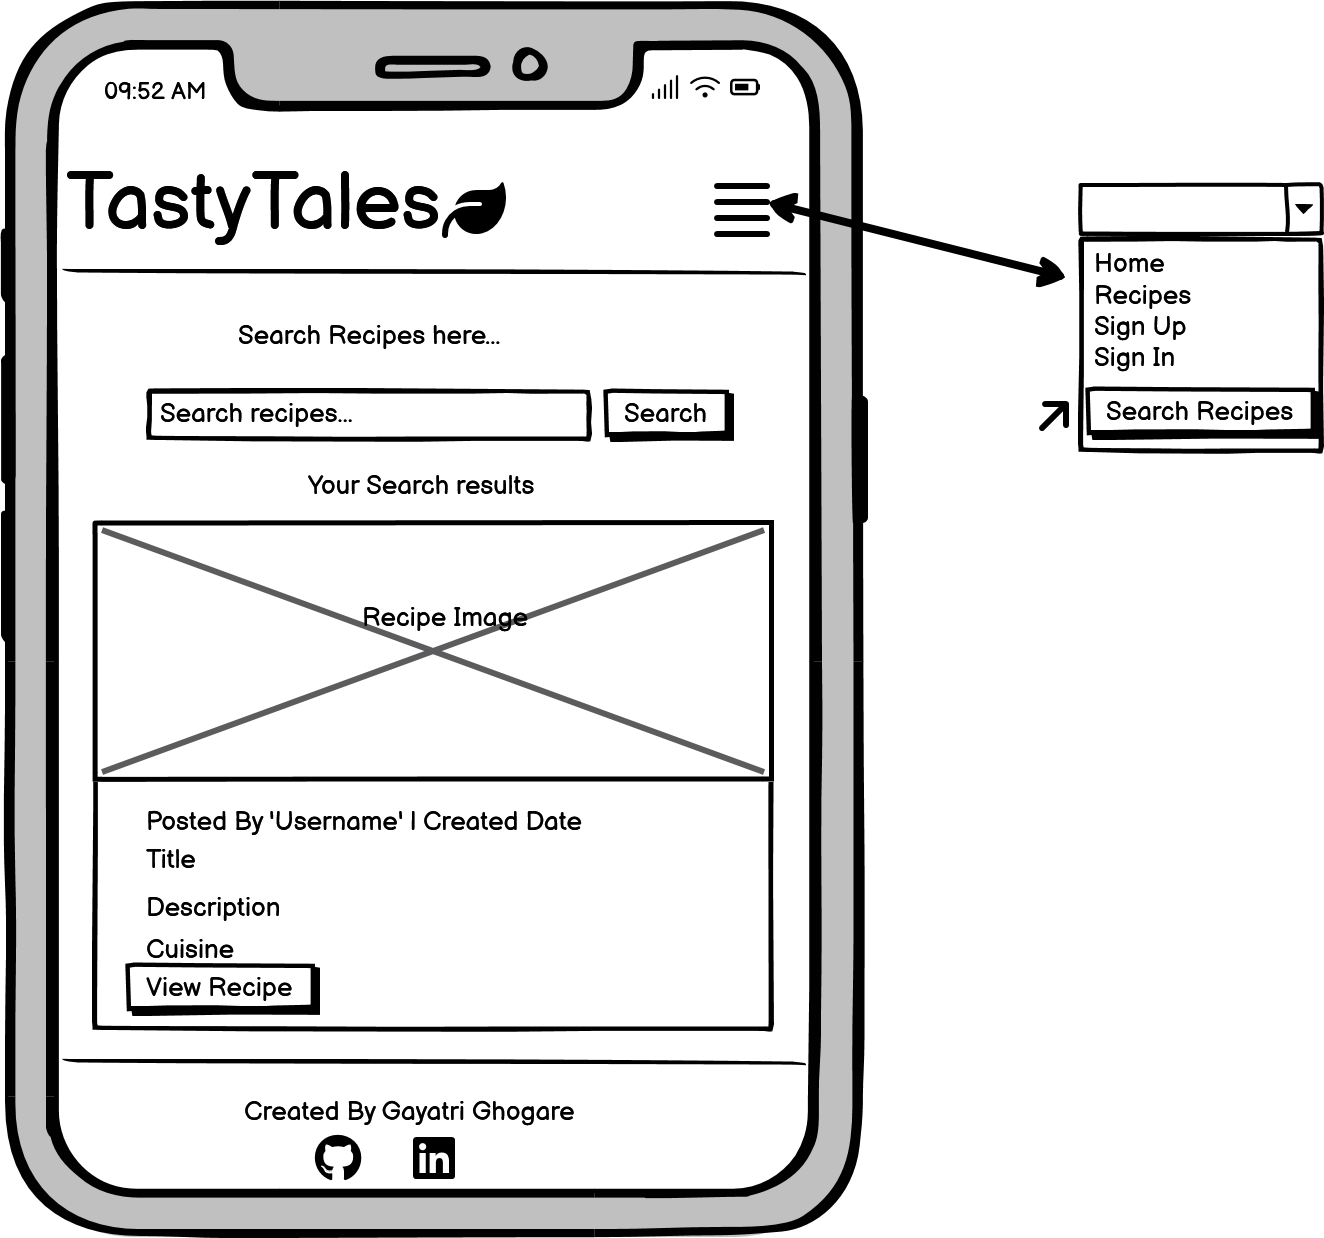 09:52 AM
TastyTales
Home
Recipes
Sign Up
Sign In
Search Recipes
Search Recipes here...
Search recipes...
Search
Your Search results
Recipe Image
Posted By 'Username' | Created Date
Title
Description
Cuisine
View Recipe
Created By Gayatri Ghogare
in